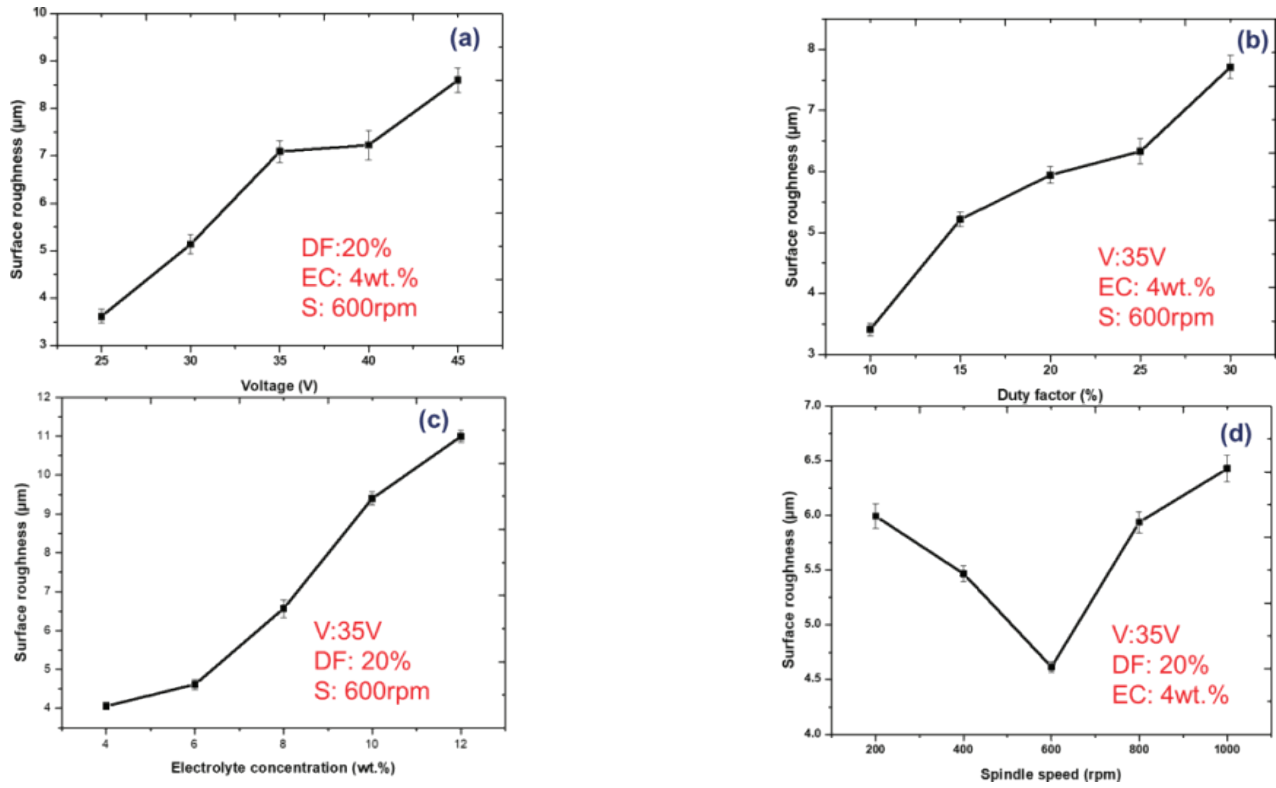 (a)
10
9
8
7
6
5
4
3
Surface roughness (µm)
DF:20%
EC: 4wt.%
S: 600rpm
25 30 35 40 45
Voltage (V)
(b)
8
7
6
5
4
3
Surface roughness (µm)
V:35V
EC: 4wt.%
S: 600rpm
10 15 20 25 30
Duty factor (%)
(c)
12
11
10
9
8
7
6
5
4
Surface roughness (µm)
V:35V
DF: 20%
S: 600rpm
4 6 8 10 12
Electrolyte concentration (wt.%)
(d)
7.0
6.5
6.0
5.5
5.0
4.5
4.0
Surface roughness (µm)
V:35V
DF: 20%
EC: 4wt.%
200 400 600 800 1000
Spindle speed (rpm)